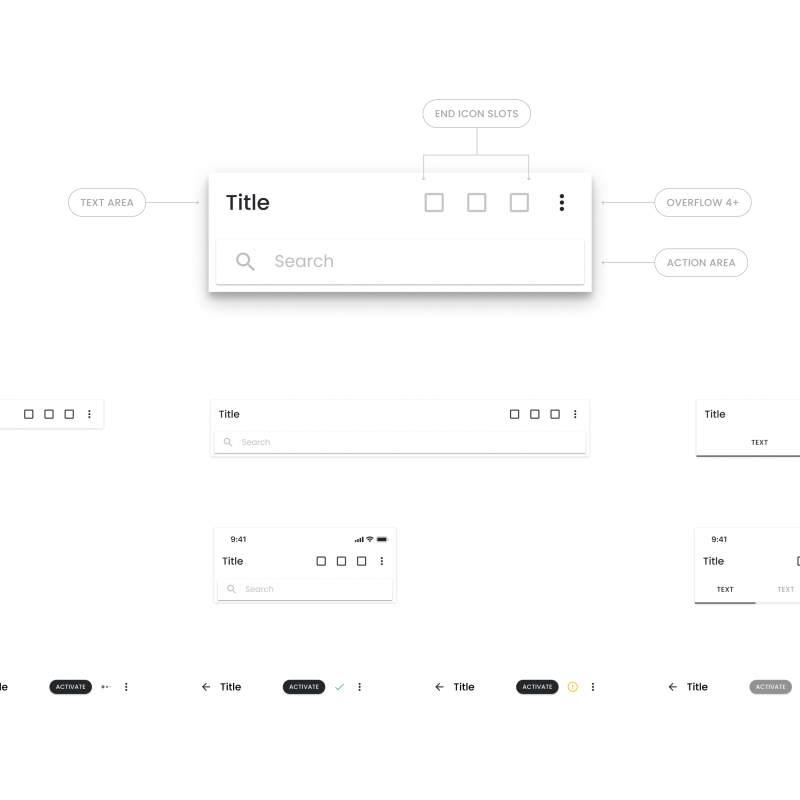 END ICON SLOTS
TEXT AREA
Title
OVERFLOW 4+
Search
ACTION AREA
Title
Title
Search
TEXT
9:41
9:41
Title
Title
Search
TEXT
TEXT
le
ACTIVATE
Title
ACTIVATE
Title
ACTIVATE
Title
ACTIVATE